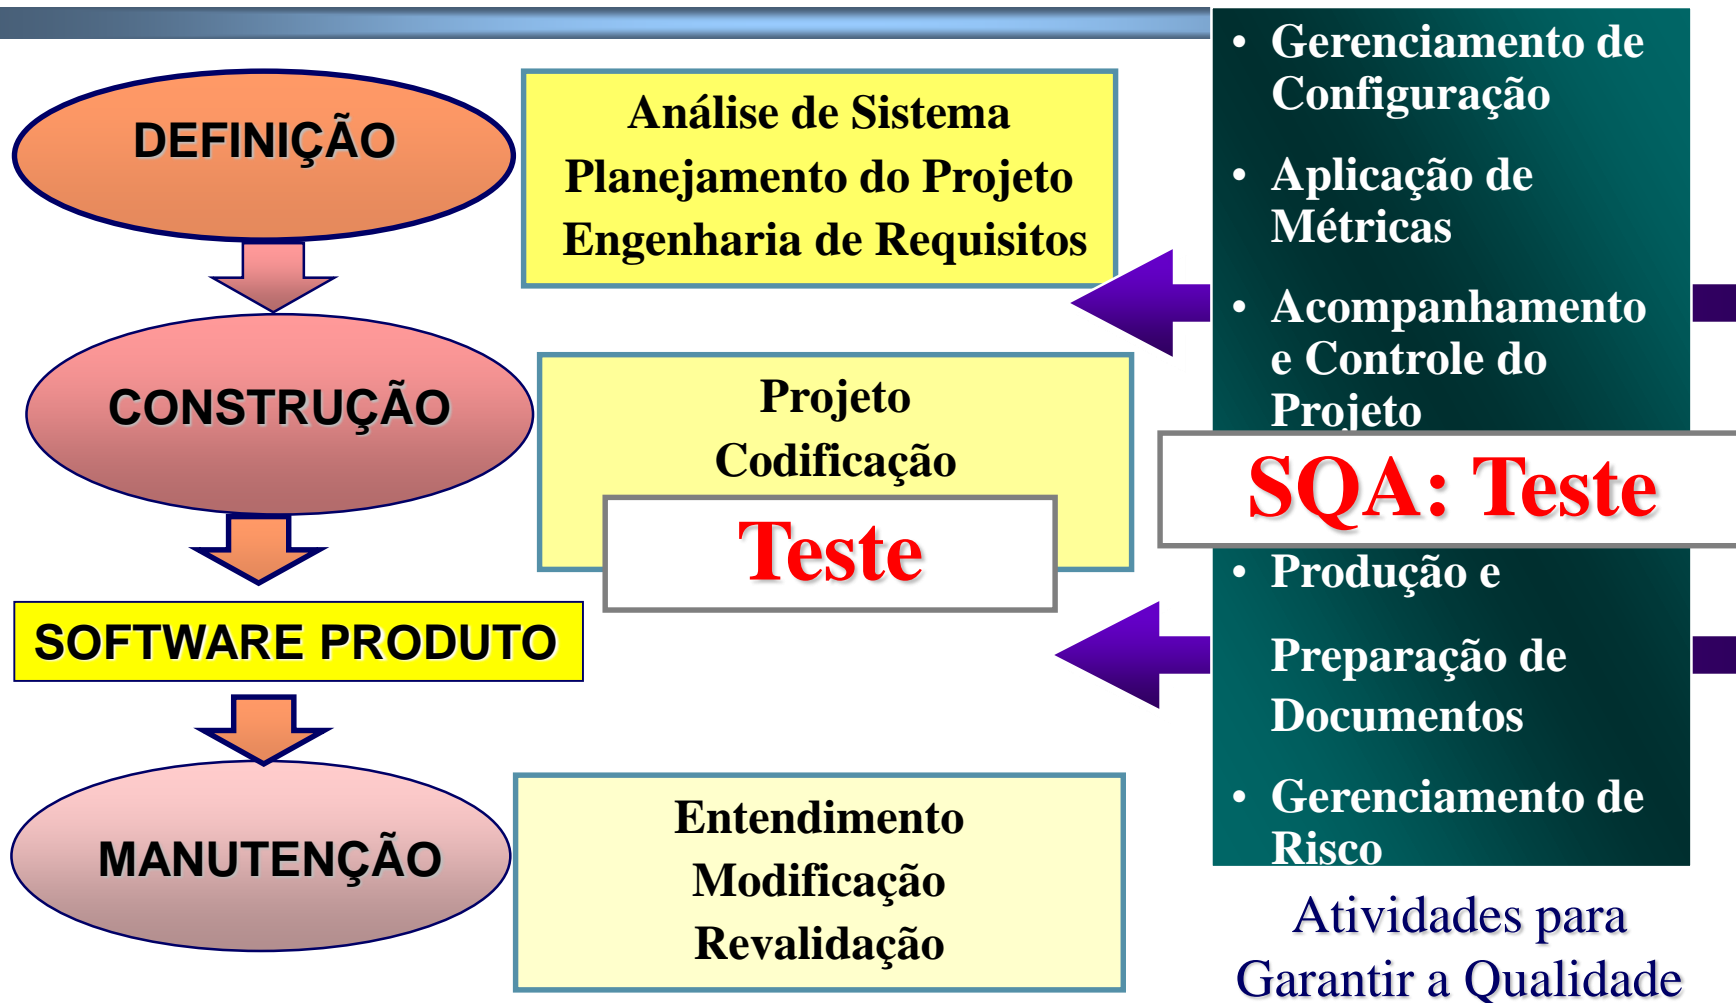 DEFINIÇÃO
Análise de Sistema
Planejamento do Projeto
Engenharia de Requisitos
CONSTRUÇÃO
Projeto
Codificação
Teste
SOFTWARE PRODUTO
MANUTENÇÃO
Entendimento
Modificação
Revalidação
• Gerenciamento de
Configuração
• Aplicação de
Métricas
• Acompanhamento
e Controle do
Projeto
SQA: Teste
• Produção e
Preparação de
Documentos
• Gerenciamento de
Risco
Atividades para
Garantir a Qualidade